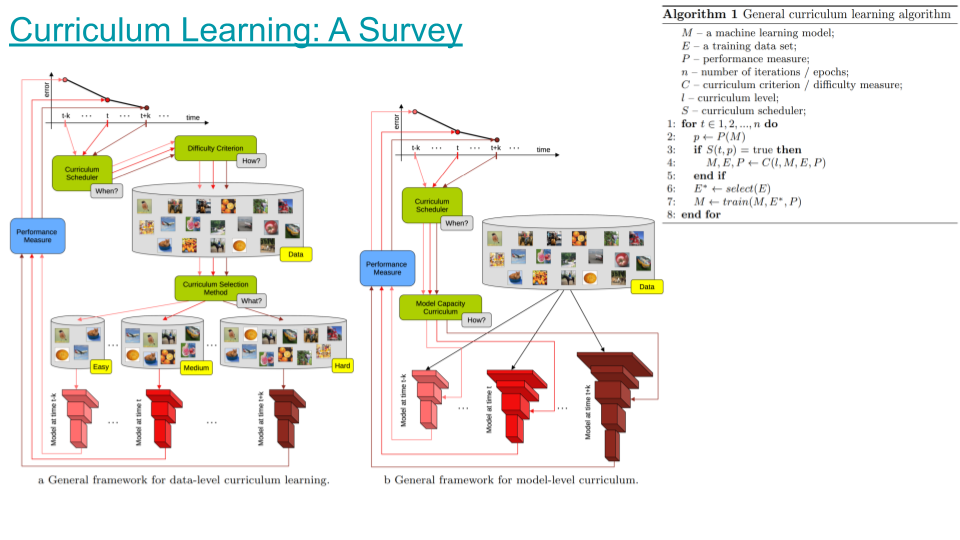 Curriculum Learning: A Survey
error
t-k ... t ... t+k ... time
Curriculum
Scheduler
When?
Difficulty Criterion
How?
Performance
Measure
Data
Curriculum Selection
Method
What?
... ...
Easy
Medium
Hard
Model at time t-k
...
Model at time t
...
Model at time t+k
a General framework for data-level curriculum learning.
error
t-k ... t ... t+k ... time
Curriculum
Scheduler
When?
Performance
Measure
Data
Model Capacity
Curriculum
How?
Model at time t-k
...
Model at time t
...
Model at time t+k
b General framework for model-level curriculum.
Algorithm 1 General curriculum learning algorithm
M – a machine learning model;
E – a training data set;
P – performance measure;
n – number of iterations / epochs;
C – curriculum criterion / difficulty measure;
l – curriculum level;
S – curriculum scheduler;
1: for t ∈ 1, 2, ..., n do
2: p ← P(M)
3: if S(t, p) = true then
4: M, E, P ← C(l, M, E, P)
5: end if
6: E* ← select(E)
7: M ← train(M, E*, P)
8: end for